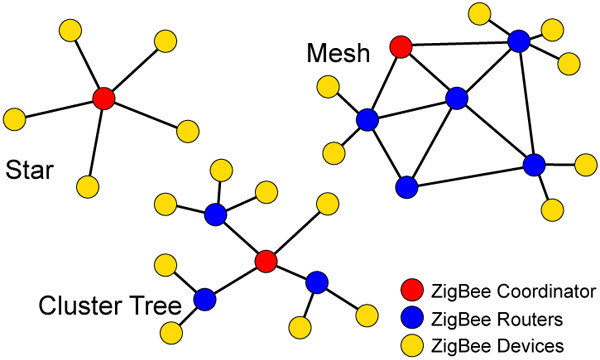 Mesh
Star
Cluster Tree
ZigBee Coordinator
ZigBee Routers
ZigBee Devices